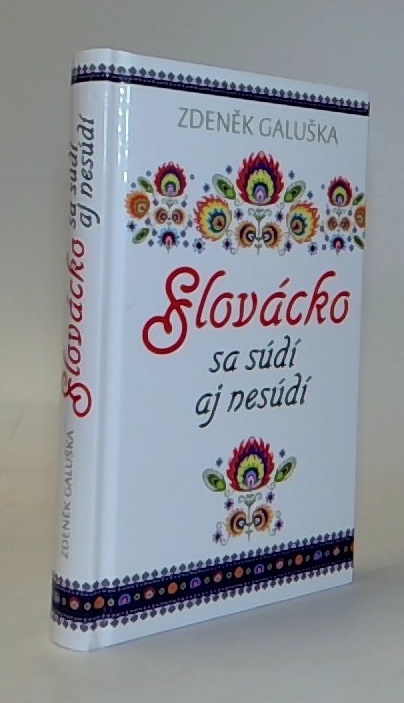 ZDENĚK GALUŠKA
Slovácko
sa súdí
aj nesúdí
ZDENĚK GALUŠKA
Slovácko
sa súdí
aj nesúdí